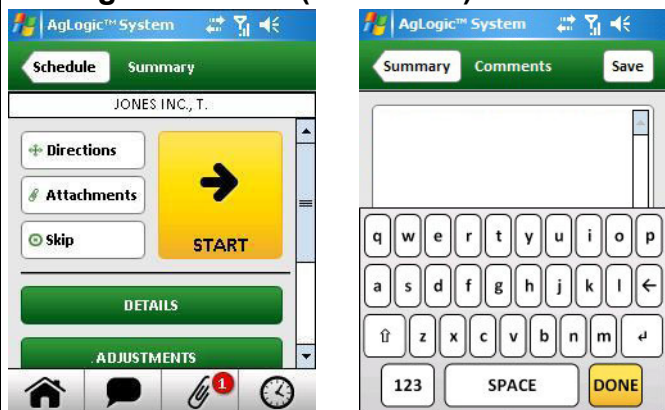 AgLogic™ System
Schedule Summary
JONES INC., T.
Directions
Attachments
Skip
START
DETAILS
ADJUSTMENTS
1
AgLogic™ System
Summary Comments Save
q w e r t y u i o p
a s d f g h j k l
z x c v b n m
123 SPACE DONE